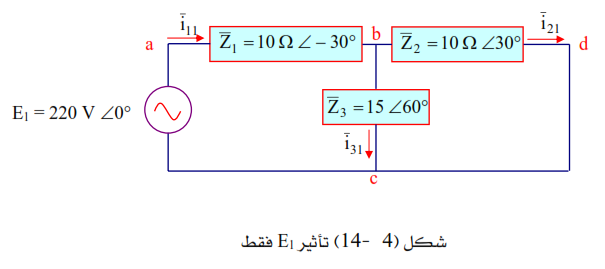 ī₁₁
ī₂₁
a
Z̅₁ =10 Ω ∠ – 30°
b
Z̅₂ =10 Ω ∠30°
d
E₁ = 220 V ∠0°
Z̅₃ =15 ∠60°
ī₃₁
c
شكل (4 -14) تأثير E₁ فقط